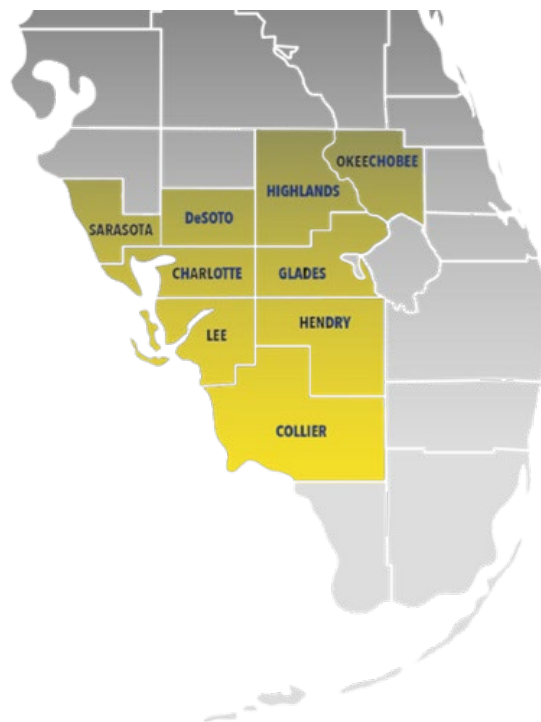 OKEECHOBEE
HIGHLANDS
DeSOTO
SARASOTA
CHARLOTTE
GLADES
HENDRY
LEE
COLLIER